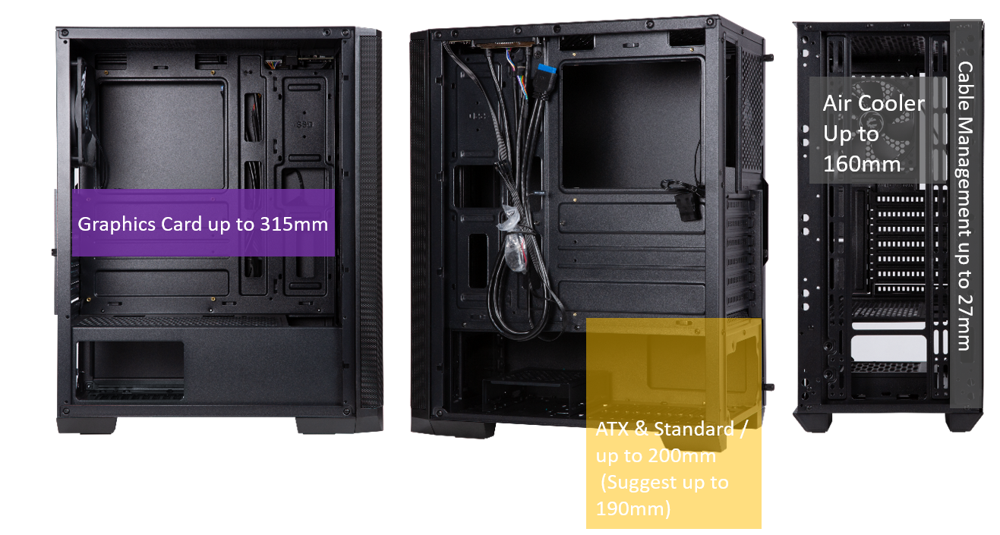 Graphics Card up to 315mm
SSD
ATX & Standard /
up to 200mm
(Suggest up to
190mm)
Air Cooler
Up to
160mm
Cable Management up to 27mm